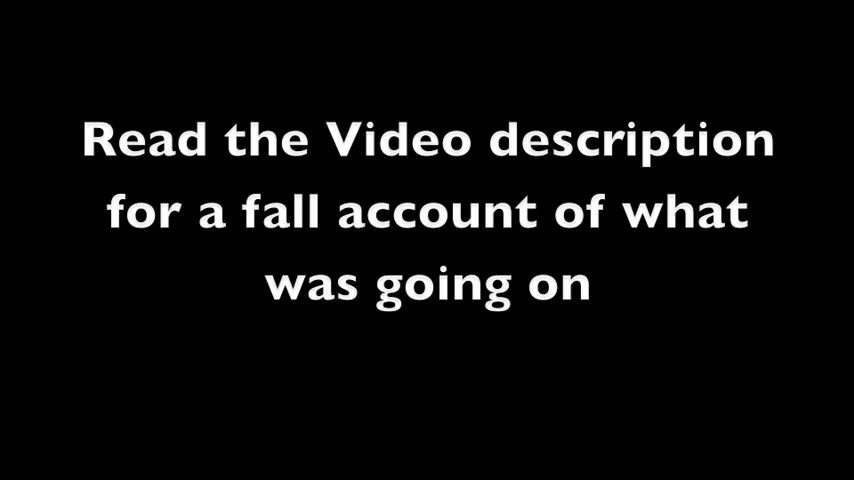 Read the Video description
for a fall account of what
was going on